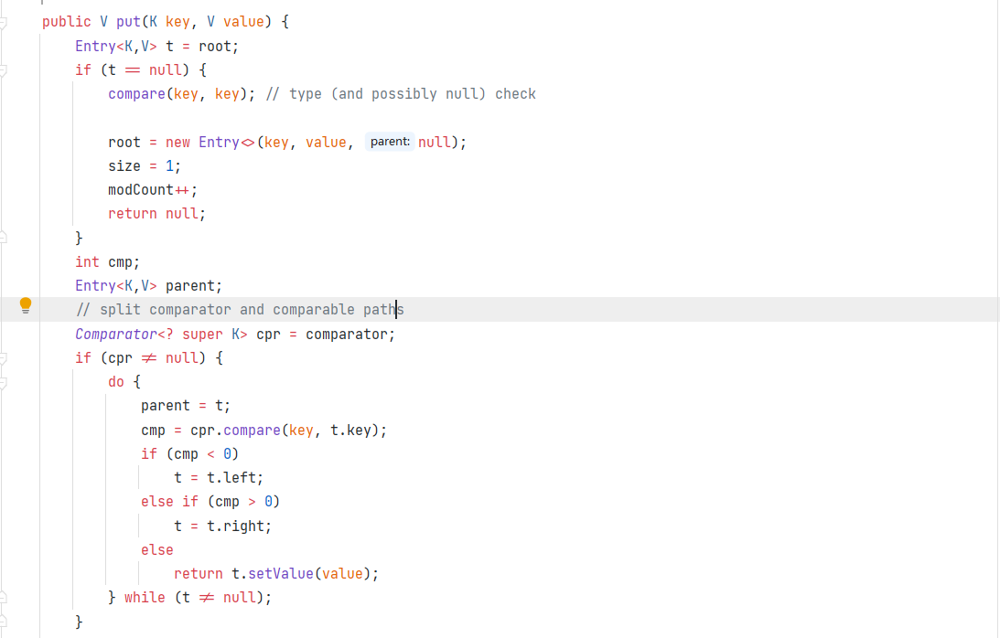 public V put(K key, V value) {
    Entry<K,V> t = root;
    if (t == null) {
        compare(key, key); // type (and possibly null) check

        root = new Entry<>(key, value, parent: null);
        size = 1;
        modCount++;
        return null;
    }
    int cmp;
    Entry<K,V> parent;
    // split comparator and comparable paths
    Comparator<? super K> cpr = comparator;
    if (cpr != null) {
        do {
            parent = t;
            cmp = cpr.compare(key, t.key);
            if (cmp < 0)
                t = t.left;
            else if (cmp > 0)
                t = t.right;
            else
                return t.setValue(value);
        } while (t != null);
    }